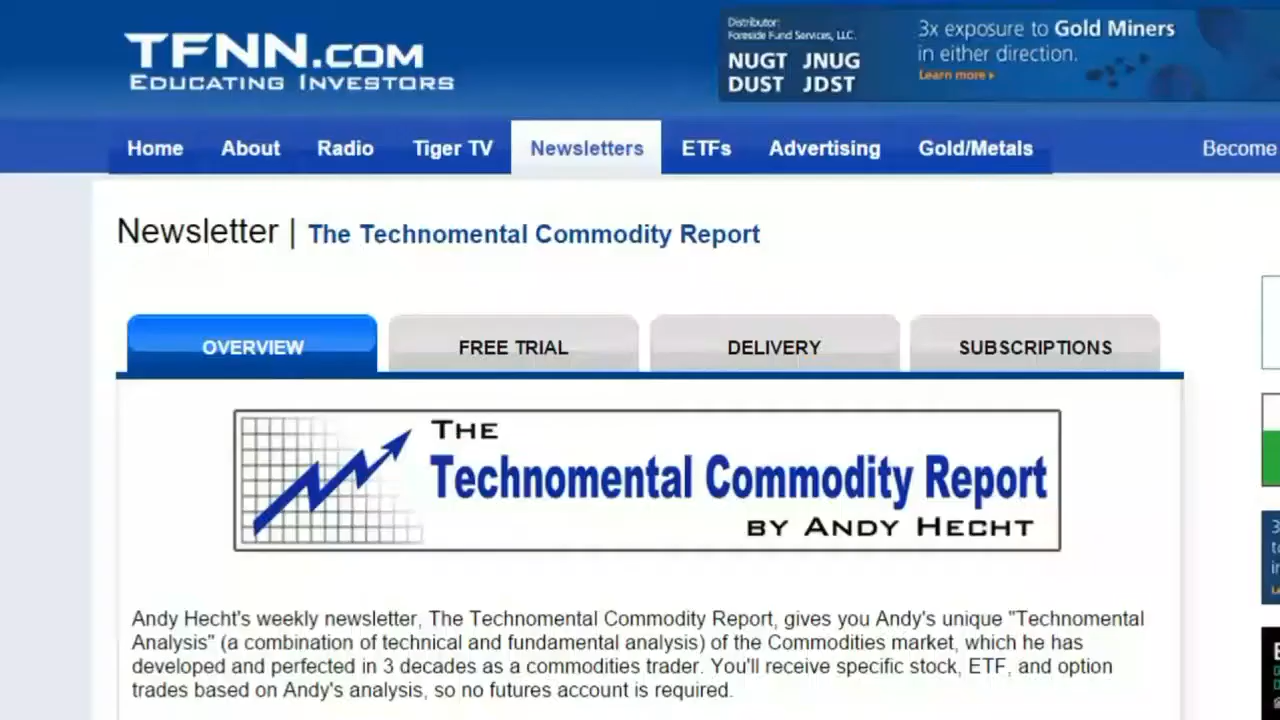 TFNN.COM
EDUCATING INVESTORS
Distributor:
Foreside Fund Services, LLC.
NUGT JNUG
DUST JDST
3x exposure to Gold Miners
in either direction.
Learn more
Home About Radio Tiger TV Newsletters ETFs Advertising Gold/Metals Become
Newsletter | The Technomental Commodity Report
OVERVIEW FREE TRIAL DELIVERY SUBSCRIPTIONS
THE
Technomental Commodity Report
BY ANDY HECHT
Andy Hecht's weekly newsletter, The Technomental Commodity Report, gives you Andy's unique "Technomental
Analysis" (a combination of technical and fundamental analysis) of the Commodities market, which he has
developed and perfected in 3 decades as a commodities trader. You'll receive specific stock, ETF, and option
trades based on Andy's analysis, so no futures account is required.